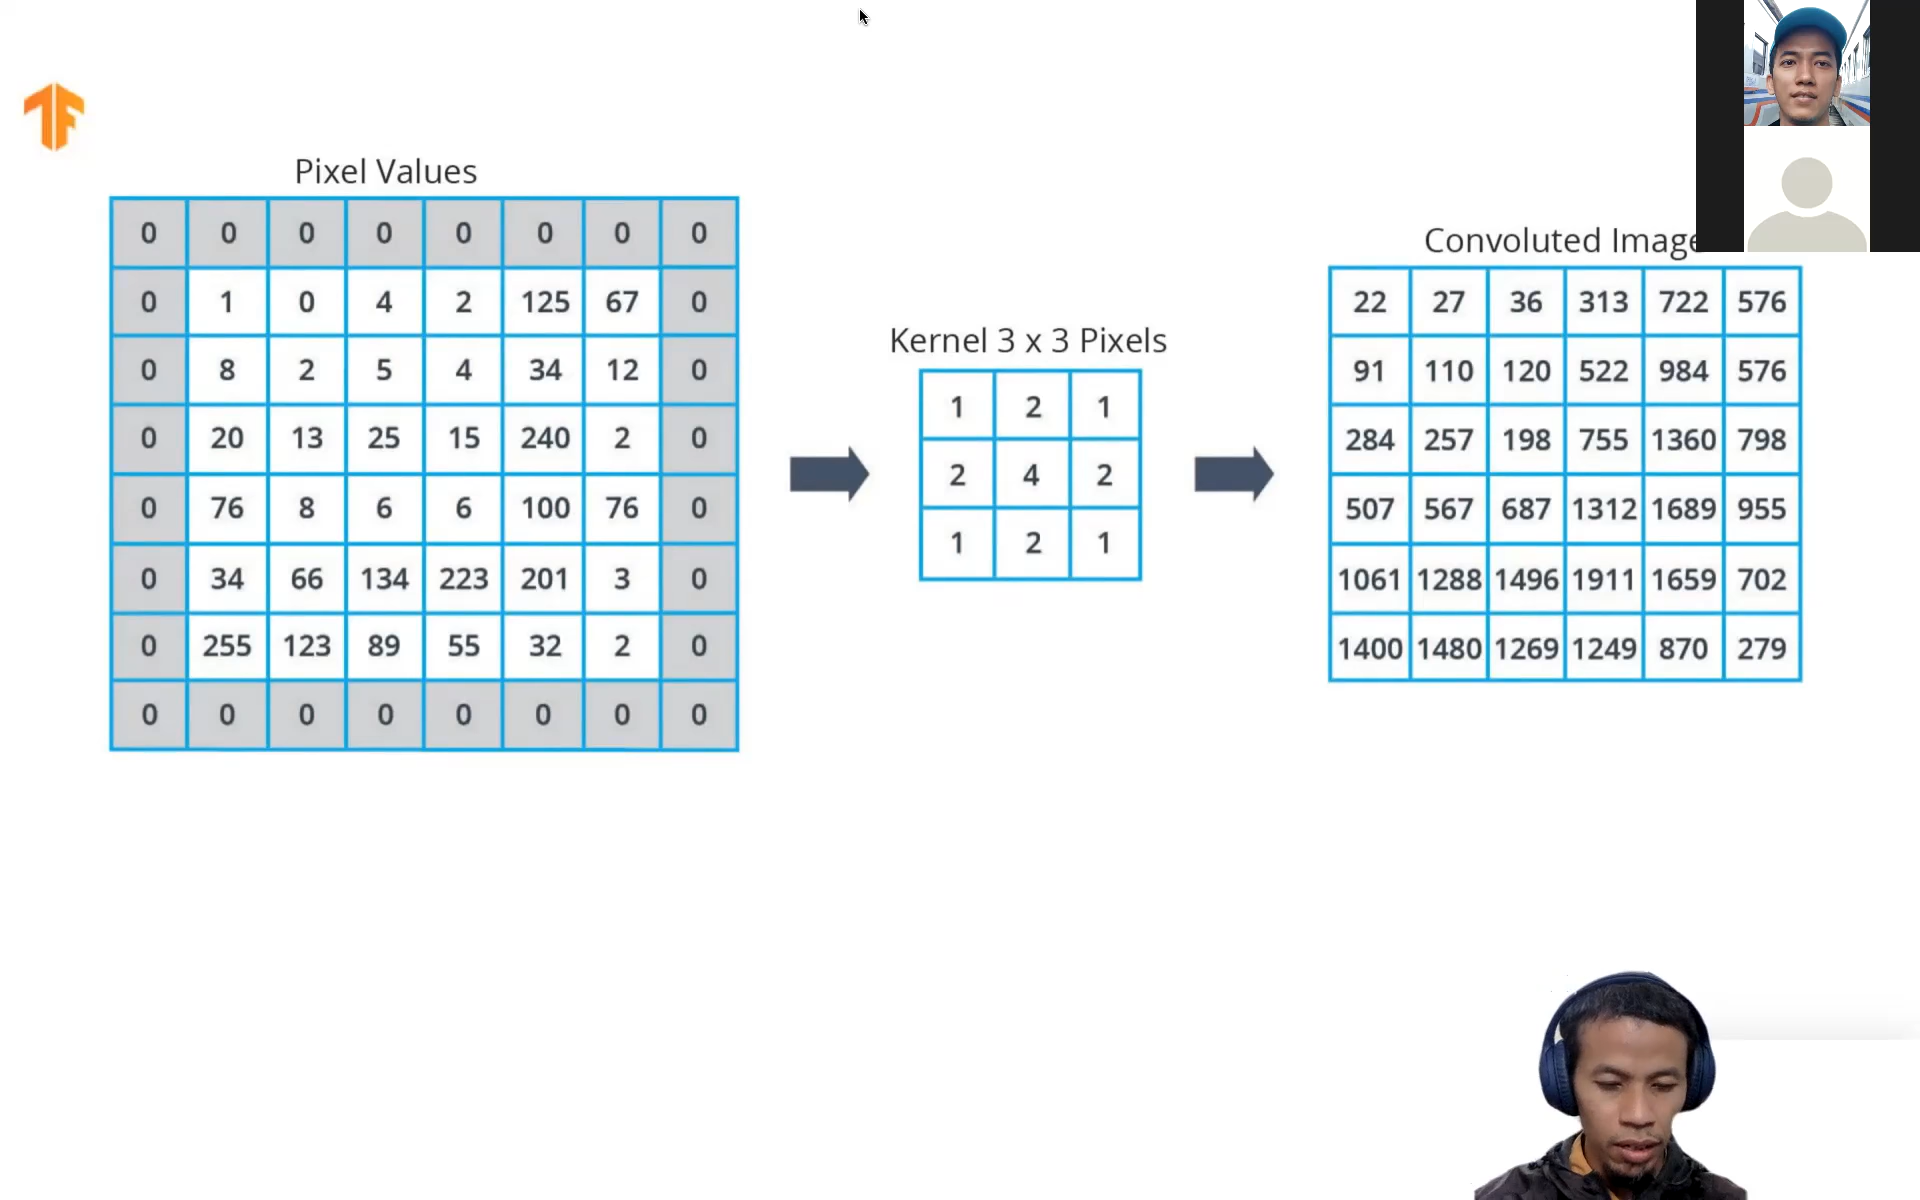 Pixel Values
0 0 0 0 0 0 0 0
0 1 0 4 2 125 67 0
0 8 2 5 4 34 12 0
0 20 13 25 15 240 2 0
0 76 8 6 6 100 76 0
0 34 66 134 223 201 3 0
0 255 123 89 55 32 2 0
0 0 0 0 0 0 0 0
Kernel 3 x 3 Pixels
1 2 1
2 4 2
1 2 1
Convoluted Image
22 27 36 313 722 576
91 110 120 522 984 576
284 257 198 755 1360 798
507 567 687 1312 1689 955
1061 1288 1496 1911 1659 702
1400 1480 1269 1249 870 279